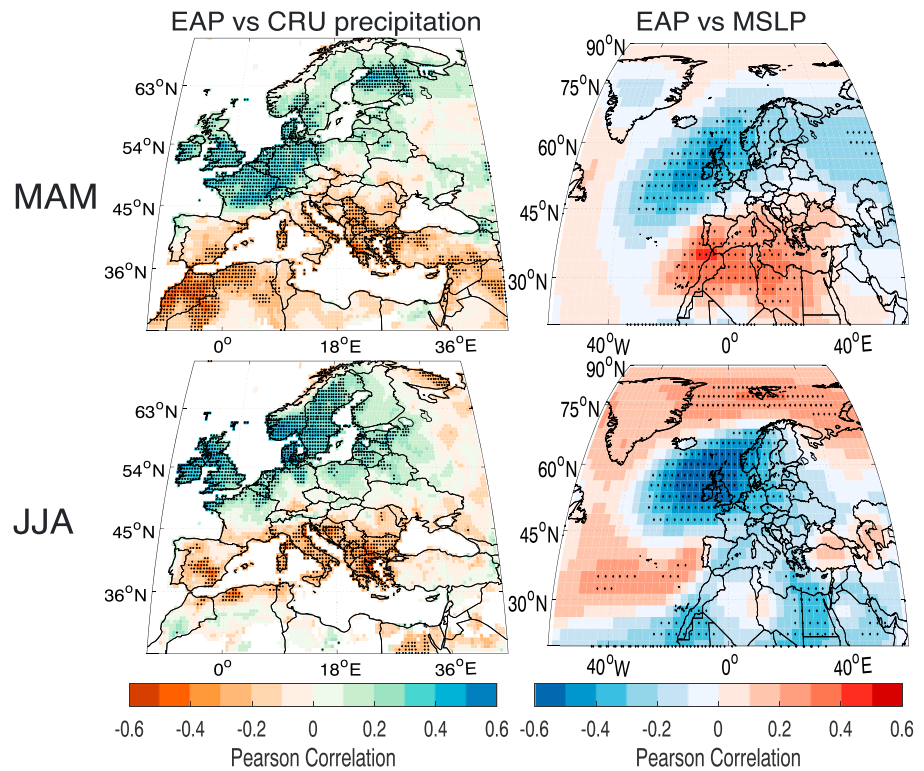 EAP vs CRU precipitation
EAP vs MSLP
MAM
63°N
54°N
45°N
36°N
0°
18°E
36°E
90°N
75°N
60°N
45°N
30°N
40°W
0°
40°E
JJA
63°N
54°N
45°N
36°N
0°
18°E
36°E
90°N
75°N
60°N
45°N
30°N
40°W
0°
40°E
-0.6 -0.4 -0.2 0 0.2 0.4 0.6
Pearson Correlation
-0.6 -0.4 -0.2 0 0.2 0.4 0.6
Pearson Correlation